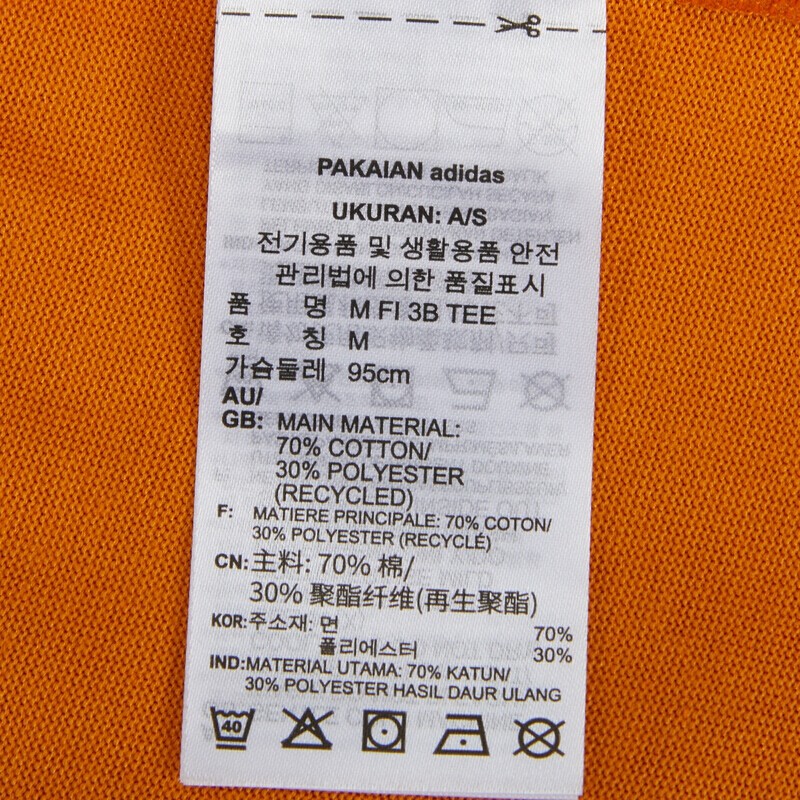 PAKAIAN adidas
UKURAN: A/S
전기용품 및 생활용품 안전
관리법에 의한 품질표시
품 명 M FI 3B TEE
호 칭 M
가슴둘레 95cm
AU/
GB: MAIN MATERIAL:
70% COTTON/
30% POLYESTER
(RECYCLED)
F: MATIERE PRINCIPALE: 70% COTON/
30% POLYESTER (RECYCLÉ)
CN: 主料: 70% 棉/
30% 聚酯纤维(再生聚酯)
KOR: 주소재: 면 70%
폴리에스터 30%
IND: MATERIAL UTAMA: 70% KATUN/
30% POLYESTER HASIL DAUR ULANG
40